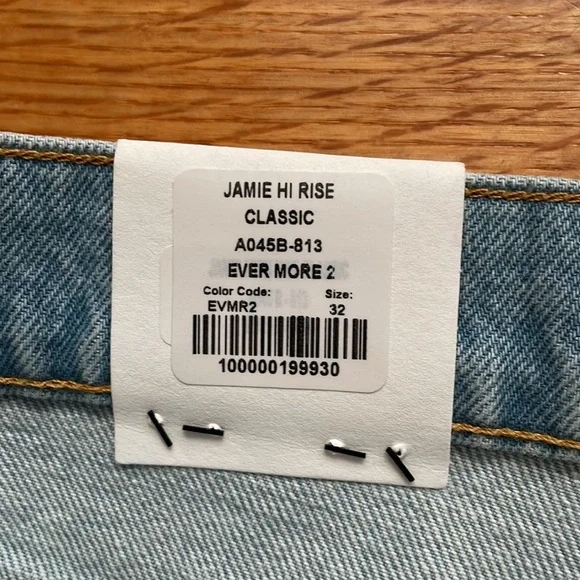 JAMIE HI RISE
CLASSIC
A045B-813
EVER MORE 2
Color Code: Size:
EVMR2 32
100000199930